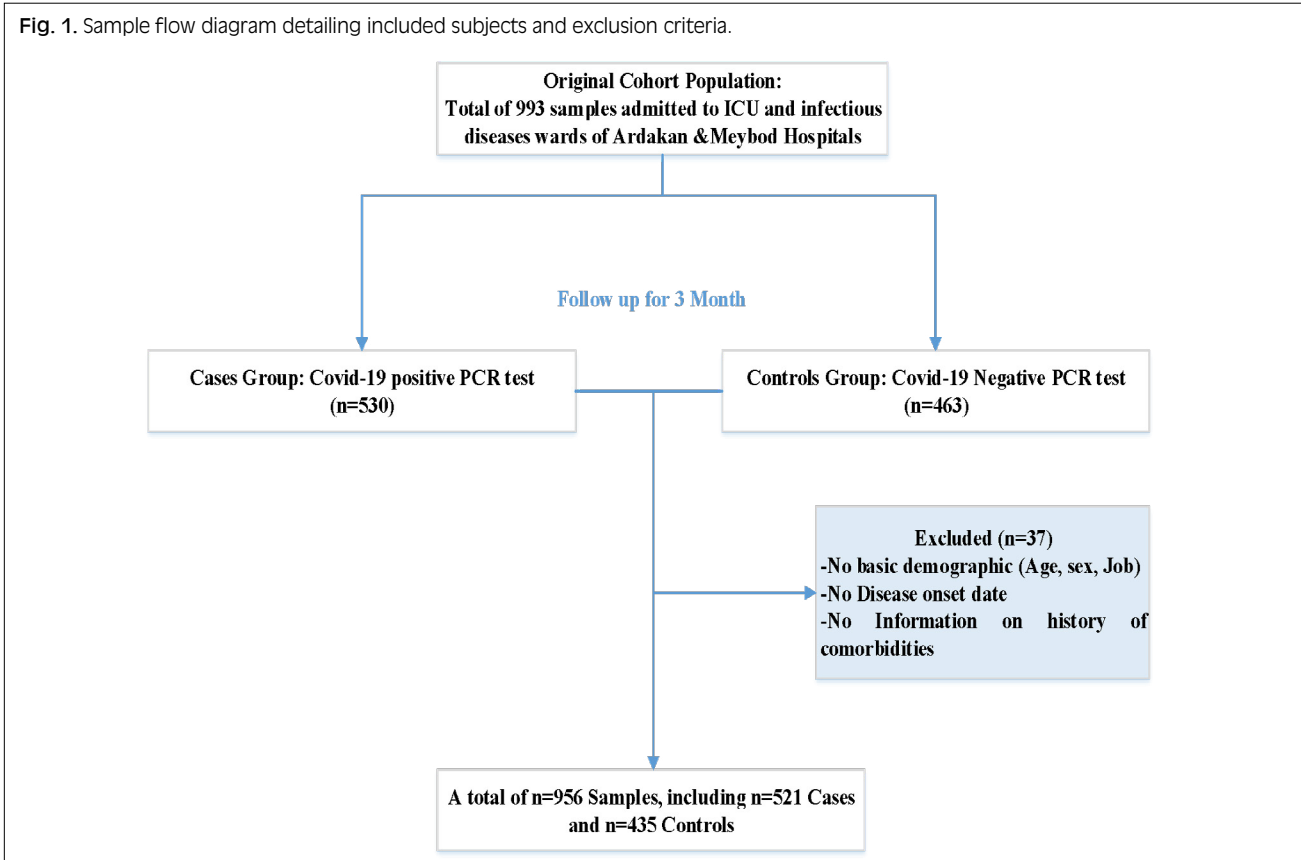 Fig. 1. Sample flow diagram detailing included subjects and exclusion criteria.
Original Cohort Population:
Total of 993 samples admitted to ICU and infectious
diseases wards of Ardakan &Meybod Hospitals
Follow up for 3 Month
Cases Group: Covid-19 positive PCR test
(n=530)
Controls Group: Covid-19 Negative PCR test
(n=463)
Excluded (n=37)
-No basic demographic (Age, sex, Job)
-No Disease onset date
-No Information on history of
comorbidities
A total of n=956 Samples, including n=521 Cases
and n=435 Controls